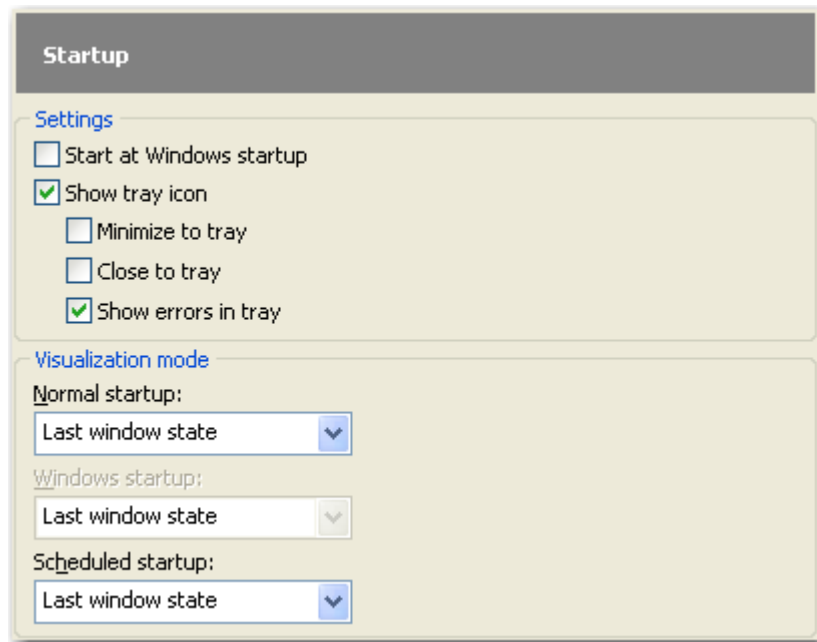 Startup
Settings
Start at Windows startup
Show tray icon
Minimize to tray
Close to tray
Show errors in tray
Visualization mode
Normal startup:
Last window state
Windows startup:
Last window state
Scheduled startup:
Last window state